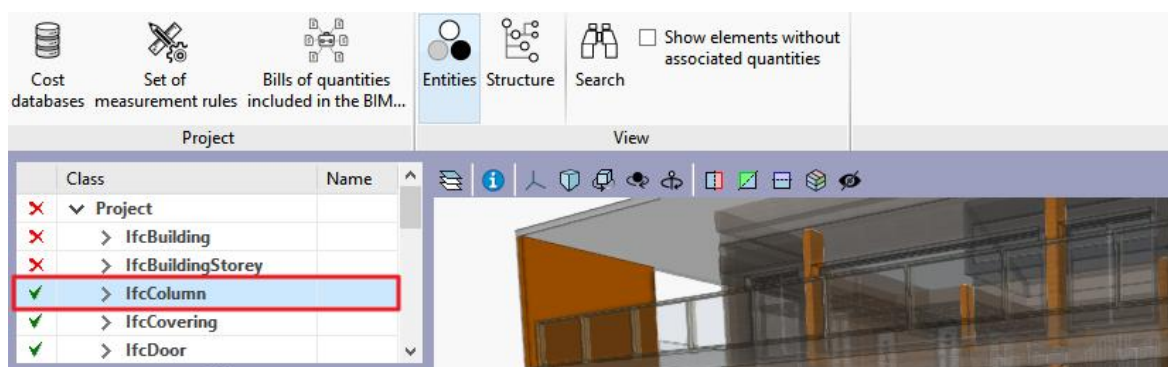 Cost
databases
Set of
measurement rules
Bills of quantities
included in the BIM...
Entities
Structure
Search
Show elements without
associated quantities
Project
View
Class
Name
Project
IfcBuilding
IfcBuildingStorey
IfcColumn
IfcCovering
IfcDoor